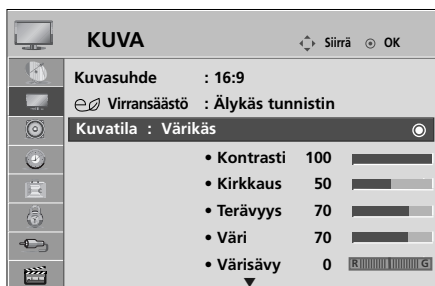 KUVA Siirrä OK
Kuvasuhde : 16:9
Virransäästö : Älykäs tunnistin
Kuvatila : Värikäs
• Kontrasti 100
• Kirkkaus 50
• Terävyys 70
• Väri 70
• Värisävy 0 R G